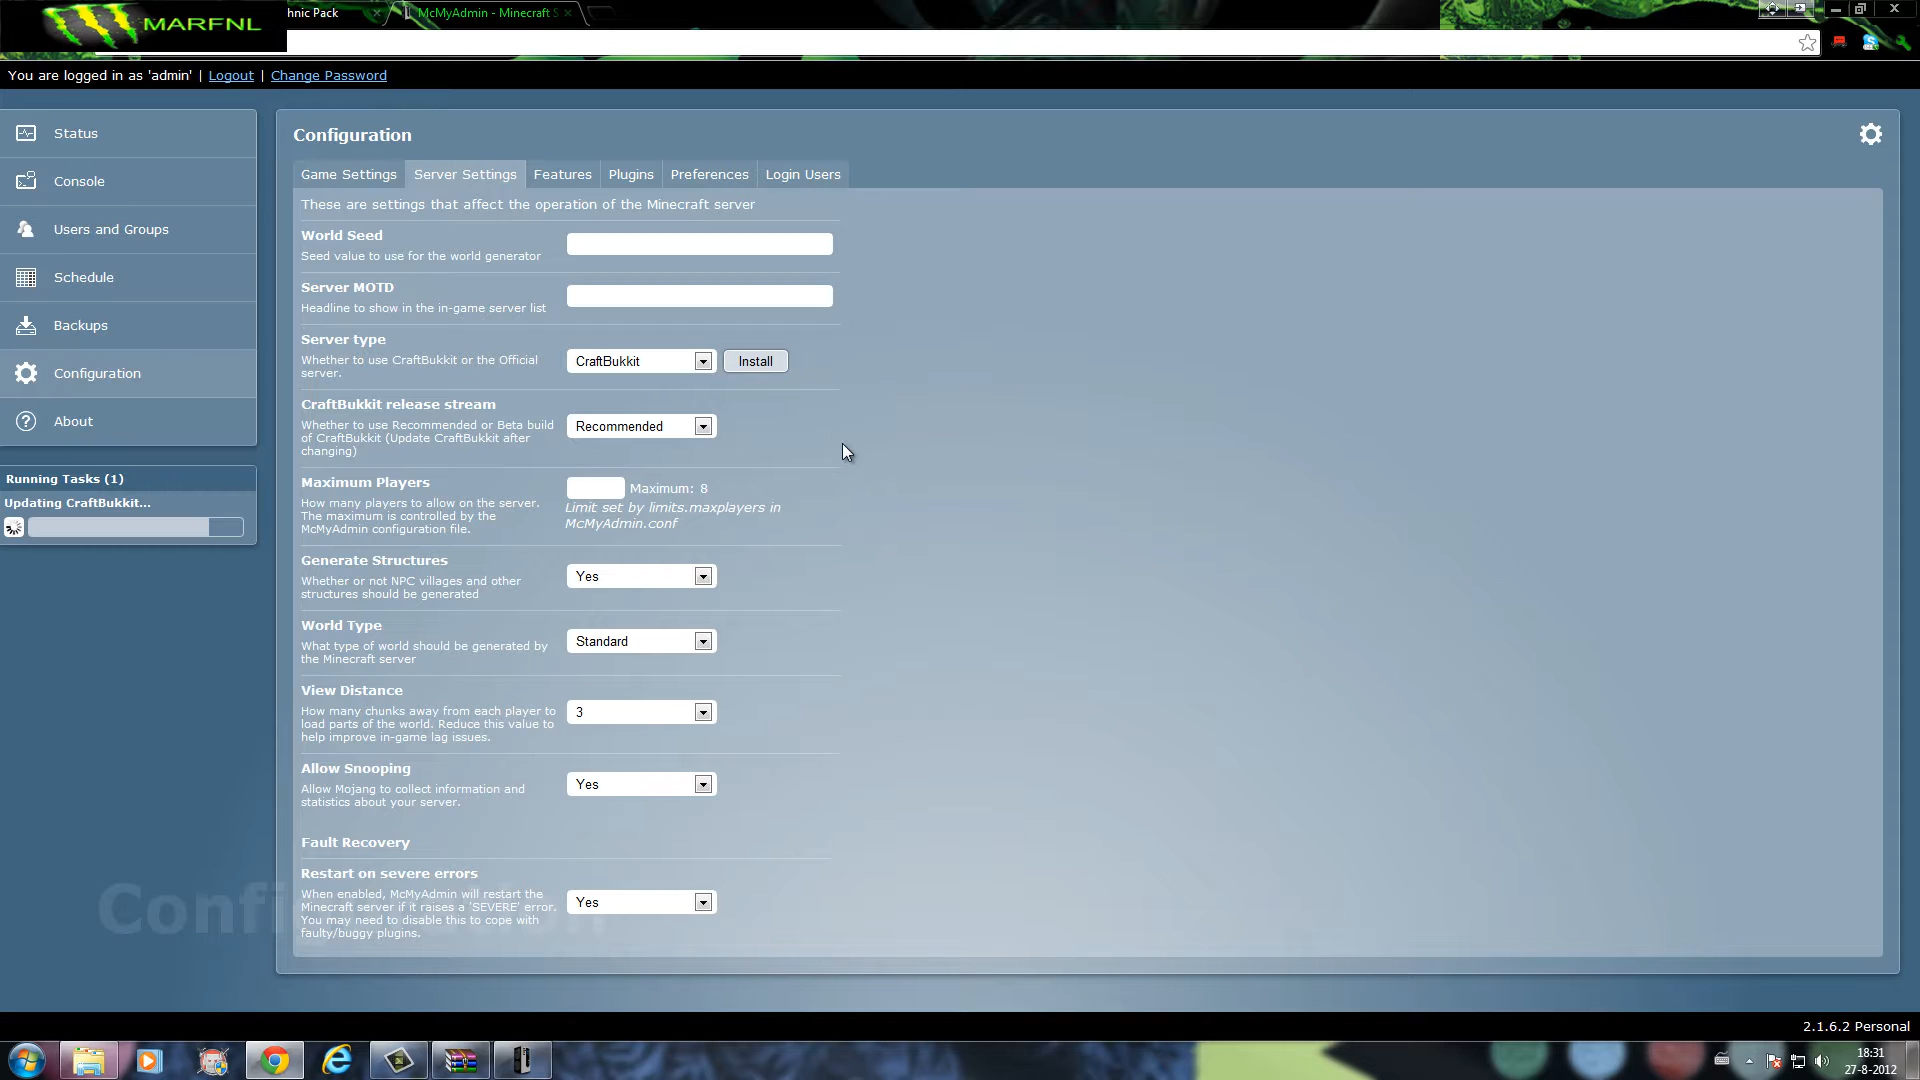 MARFNL
hnic Pack
McMyAdmin - Minecraft S
You are logged in as 'admin' | Logout | Change Password
Status
Console
Users and Groups
Schedule
Backups
Configuration
About
Running Tasks (1)
Updating CraftBukkit...
Configuration
Game Settings
Server Settings
Features
Plugins
Preferences
Login Users
These are settings that affect the operation of the Minecraft server
World Seed
Seed value to use for the world generator
Server MOTD
Headline to show in the in-game server list
Server type
Whether to use CraftBukkit or the Official
server.
CraftBukkit
Install
CraftBukkit release stream
Whether to use Recommended or Beta build
of CraftBukkit (Update CraftBukkit after
changing)
Recommended
Maximum Players
How many players to allow on the server.
The maximum is controlled by the
McMyAdmin configuration file.
Maximum: 8
Limit set by limits.maxplayers in
McMyAdmin.conf
Generate Structures
Whether or not NPC villages and other
structures should be generated
Yes
World Type
What type of world should be generated by
the Minecraft server
Standard
View Distance
How many chunks away from each player to
load parts of the world. Reduce this value to
help improve in-game lag issues.
3
Allow Snooping
Allow Mojang to collect information and
statistics about your server.
Yes
Fault Recovery
Restart on severe errors
When enabled, McMyAdmin will restart the
Minecraft server if it raises a 'SEVERE' error.
You may need to disable this to cope with
faulty/buggy plugins.
Yes
Configuration
2.1.6.2 Personal
18:31
27-8-2012